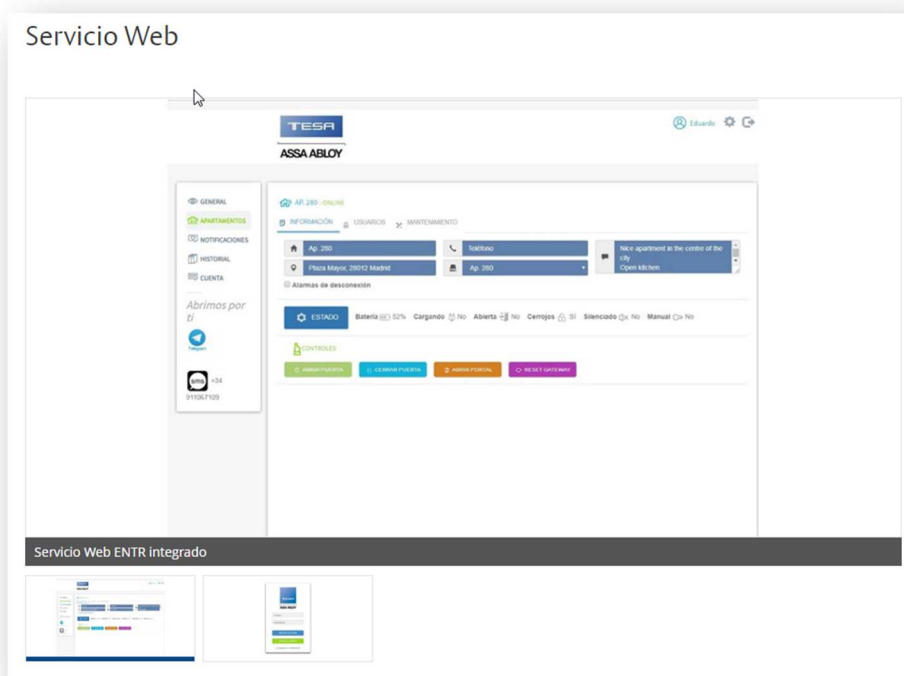 Servicio Web
TESA
ASSA ABLOY
Eduardo
GENERAL
APARTAMENTOS
NOTIFICACIONES
HISTORIAL
CUENTA
Abrimos por
ti
Telegram
sms +34
911067109
AP. 280 : ONLINE
INFORMACIÓN USUARIOS MANTENIMIENTO
Ap. 280 Teléfono
Nice apartment in the centre of the
city
Open kitchen
Plaza Mayor, 28012 Madrid Ap. 280
Alarmas de desconexión
ESTADO Batería 52% Cargando No Abierta No Cerrojos Sí Silenciado No Manual No
CONTROLES
ABRIR PUERTA CERRAR PUERTA ABRIR PORTAL RESET GATEWAY
Servicio Web ENTR integrado